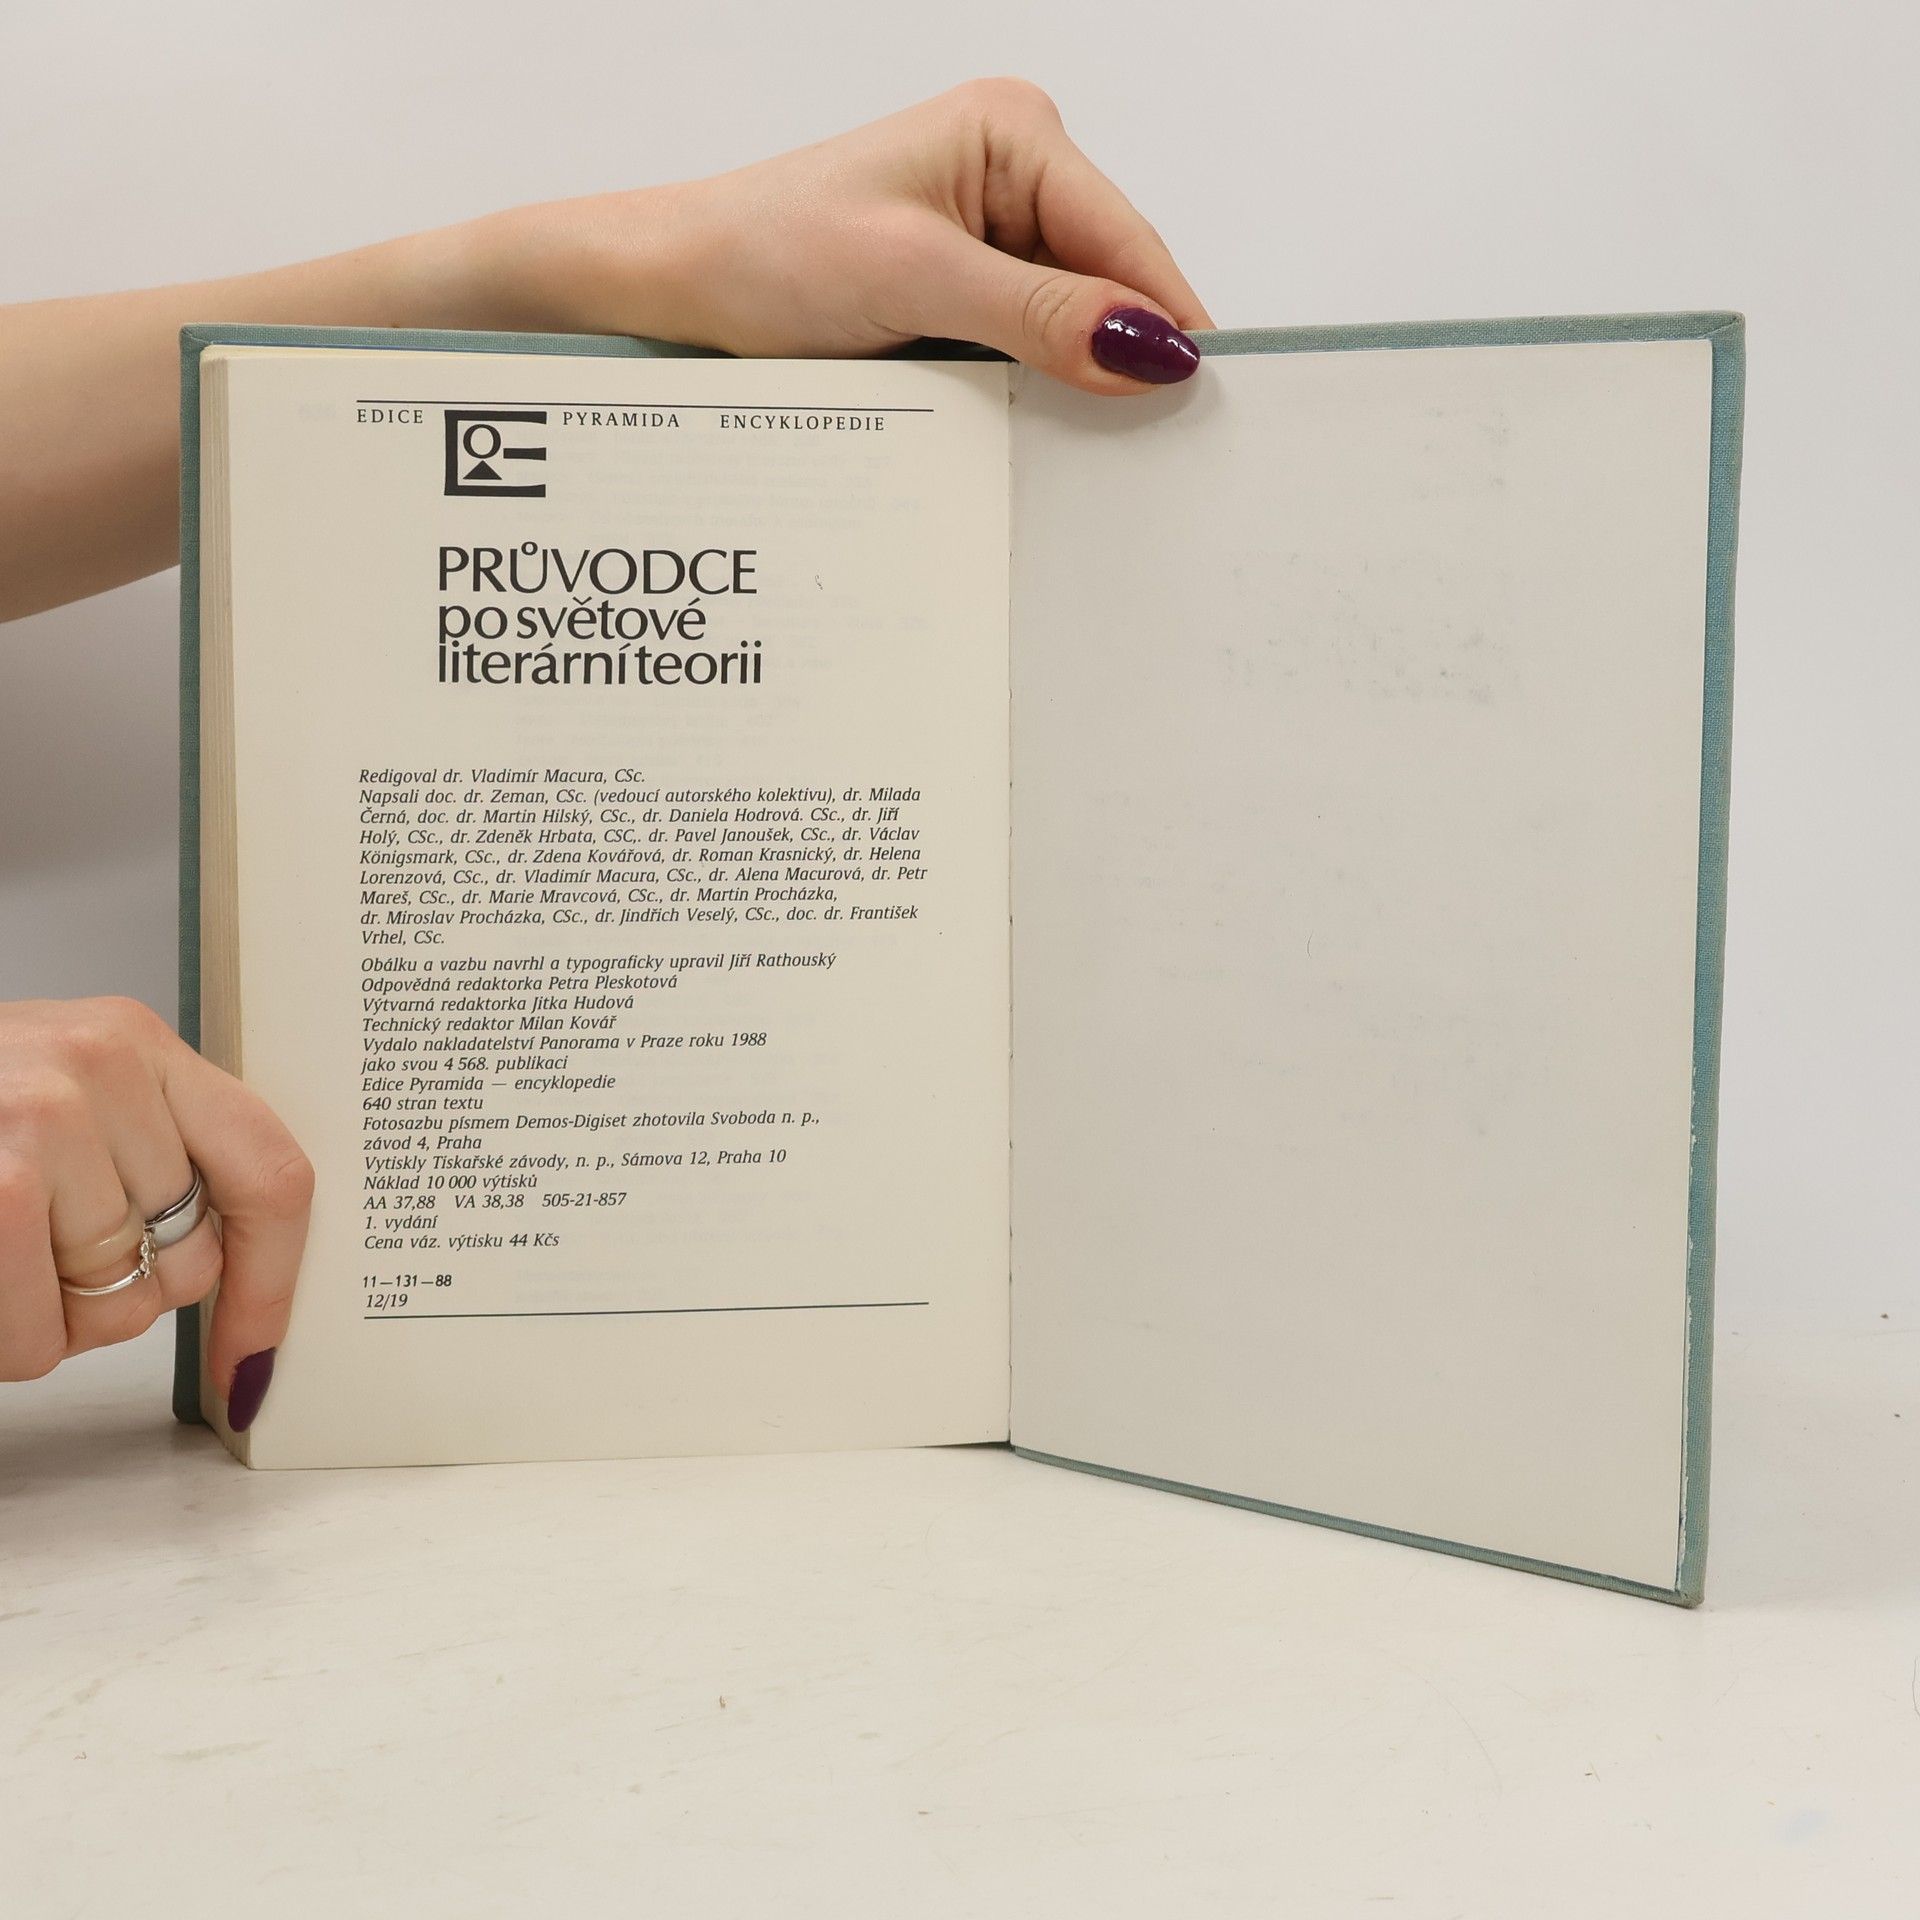 EDICE PYRAMIDA ENCYKLOPEDIE
PRŮVODCE
po světové
literární teorii
Redigoval dr. Vladimír Macura, CSc.
Napsali doc. dr. Zeman, CSc. (vedoucí autorského kolektivu), dr. Milada
Černá, doc. dr. Martin Hilský, CSc., dr. Daniela Hodrová. CSc., dr. Jiří
Holý, CSc., dr. Zdeněk Hrbata, CSC,. dr. Pavel Janoušek, CSc., dr. Václav
Königsmark, CSc., dr. Zdena Kovářová, dr. Roman Krasnický, dr. Helena
Lorenzová, CSc., dr. Vladimír Macura, CSc., dr. Alena Macurová, dr. Petr
Mareš, CSc., dr. Marie Mravcová, CSc., dr. Martin Procházka,
dr. Miroslav Procházka, CSc., dr. Jindřich Veselý, CSc., doc. dr. František
Vrhel, CSc.
Obálku a vazbu navrhl a typograficky upravil Jiří Rathouský
Odpovědná redaktorka Petra Pleskotová
Výtvarná redaktorka Jitka Hudová
Technický redaktor Milan Kovář
Vydalo nakladatelství Panorama v Praze roku 1988
jako svou 4 568. publikaci
Edice Pyramida — encyklopedie
640 stran textu
Fotosazbu písmem Demos-Digiset zhotovila Svoboda n. p.,
závod 4, Praha
Vytiskly Tiskařské závody, n. p., Sámova 12, Praha 10
Náklad 10 000 výtisků
AA 37,88 VA 38,38 505-21-857
1. vydání
Cena váz. výtisku 44 Kčs
11—131—88
12/19